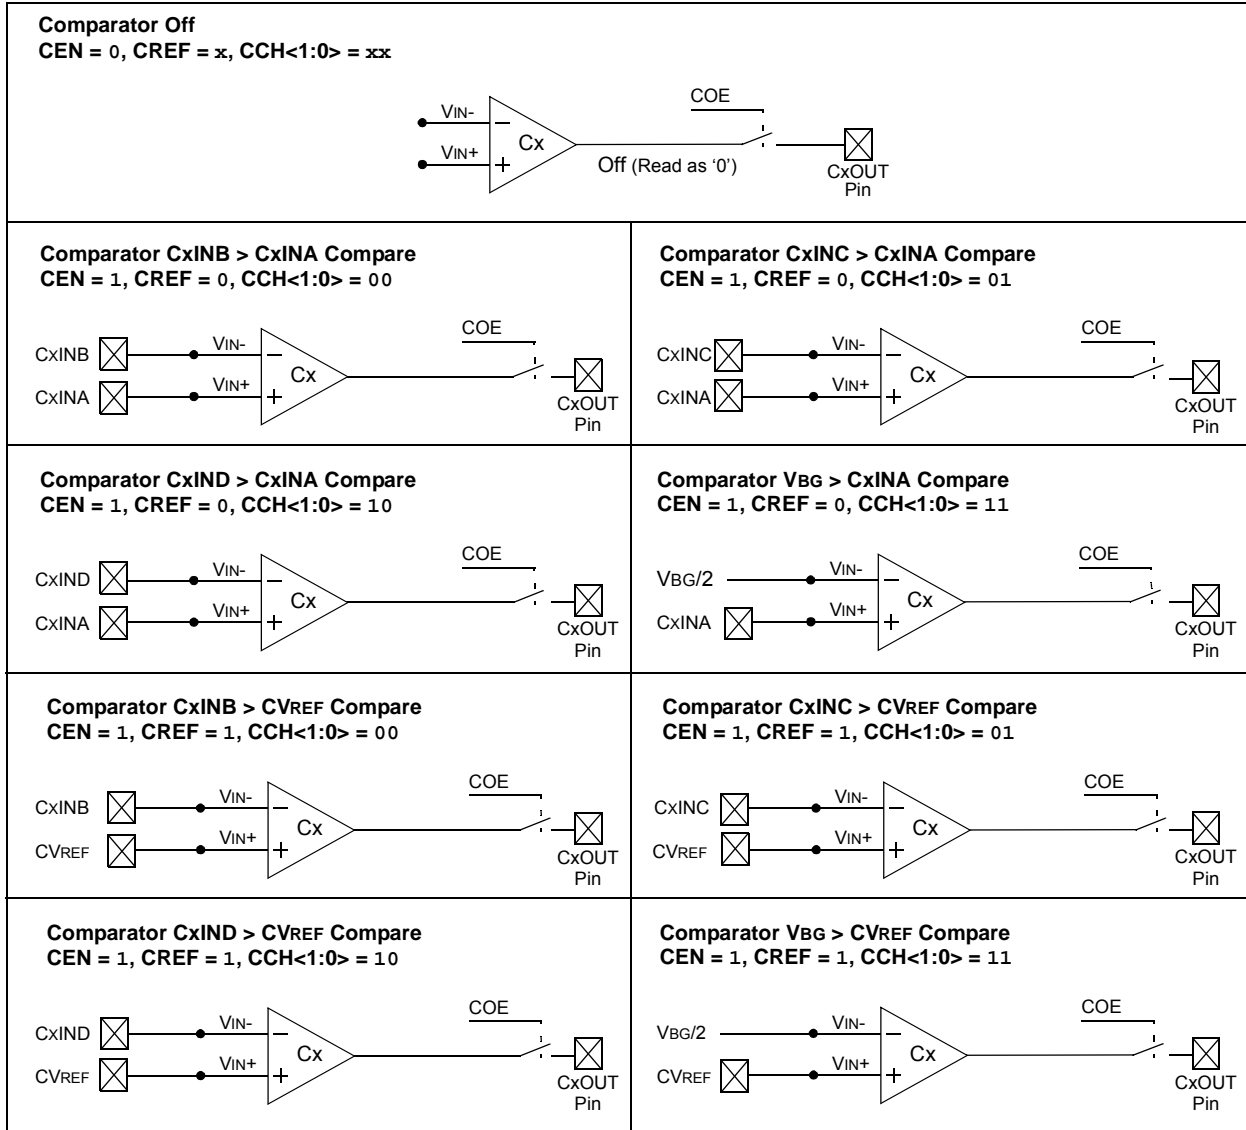 Comparator Off
CEN = 0, CREF = x, CCH<1:0> = xx
COE
VIN-
VIN+
Cx
Off (Read as ‘0’)
CxOUT
Pin
Comparator CxINB > CxINA Compare
CEN = 1, CREF = 0, CCH<1:0> = 00
COE
CxINB
VIN-
CxINA
VIN+
Cx
CxOUT
Pin
Comparator CxINC > CxINA Compare
CEN = 1, CREF = 0, CCH<1:0> = 01
COE
CxINC
VIN-
CxINA
VIN+
Cx
CxOUT
Pin
Comparator CxIND > CxINA Compare
CEN = 1, CREF = 0, CCH<1:0> = 10
COE
CxIND
VIN-
CxINA
VIN+
Cx
CxOUT
Pin
Comparator VBG > CxINA Compare
CEN = 1, CREF = 0, CCH<1:0> = 11
COE
VBG/2
VIN-
CxINA
VIN+
Cx
CxOUT
Pin
Comparator CxINB > CVREF Compare
CEN = 1, CREF = 1, CCH<1:0> = 00
COE
CxINB
VIN-
CVREF
VIN+
Cx
CxOUT
Pin
Comparator CxINC > CVREF Compare
CEN = 1, CREF = 1, CCH<1:0> = 01
COE
CxINC
VIN-
CVREF
VIN+
Cx
CxOUT
Pin
Comparator CxIND > CVREF Compare
CEN = 1, CREF = 1, CCH<1:0> = 10
COE
CxIND
VIN-
CVREF
VIN+
Cx
CxOUT
Pin
Comparator VBG > CVREF Compare
CEN = 1, CREF = 1, CCH<1:0> = 11
COE
VBG/2
VIN-
CVREF
VIN+
Cx
CxOUT
Pin